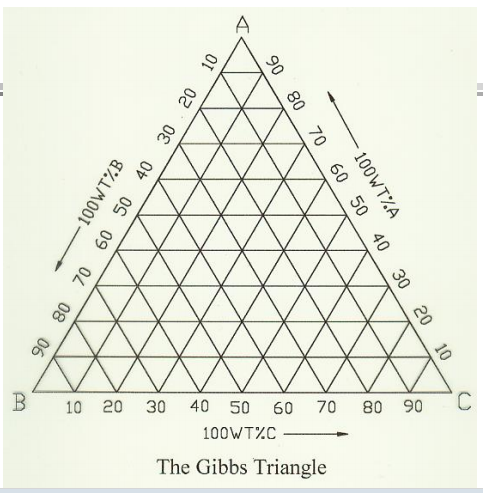 A
10 90
20 80
30 70
40 60
50 50
60 40
70 30
80 20
90 10
100WT%B
100WT%A
B C
10 20 30 40 50 60 70 80 90
100WT%C
The Gibbs Triangle